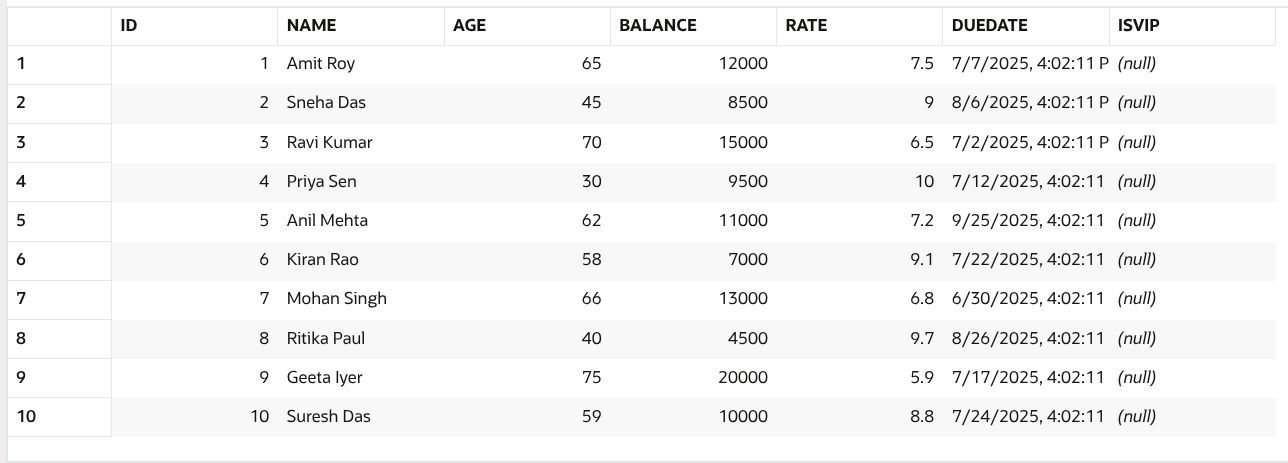 ID NAME AGE BALANCE RATE DUEDATE ISVIP
1 1 Amit Roy 65 12000 7.5 7/7/2025, 4:02:11 P (null)
2 2 Sneha Das 45 8500 9 8/6/2025, 4:02:11 P (null)
3 3 Ravi Kumar 70 15000 6.5 7/2/2025, 4:02:11 P (null)
4 4 Priya Sen 30 9500 10 7/12/2025, 4:02:11 (null)
5 5 Anil Mehta 62 11000 7.2 9/25/2025, 4:02:11 (null)
6 6 Kiran Rao 58 7000 9.1 7/22/2025, 4:02:11 (null)
7 7 Mohan Singh 66 13000 6.8 6/30/2025, 4:02:11 (null)
8 8 Ritika Paul 40 4500 9.7 8/26/2025, 4:02:11 (null)
9 9 Geeta Iyer 75 20000 5.9 7/17/2025, 4:02:11 (null)
10 10 Suresh Das 59 10000 8.8 7/24/2025, 4:02:11 (null)